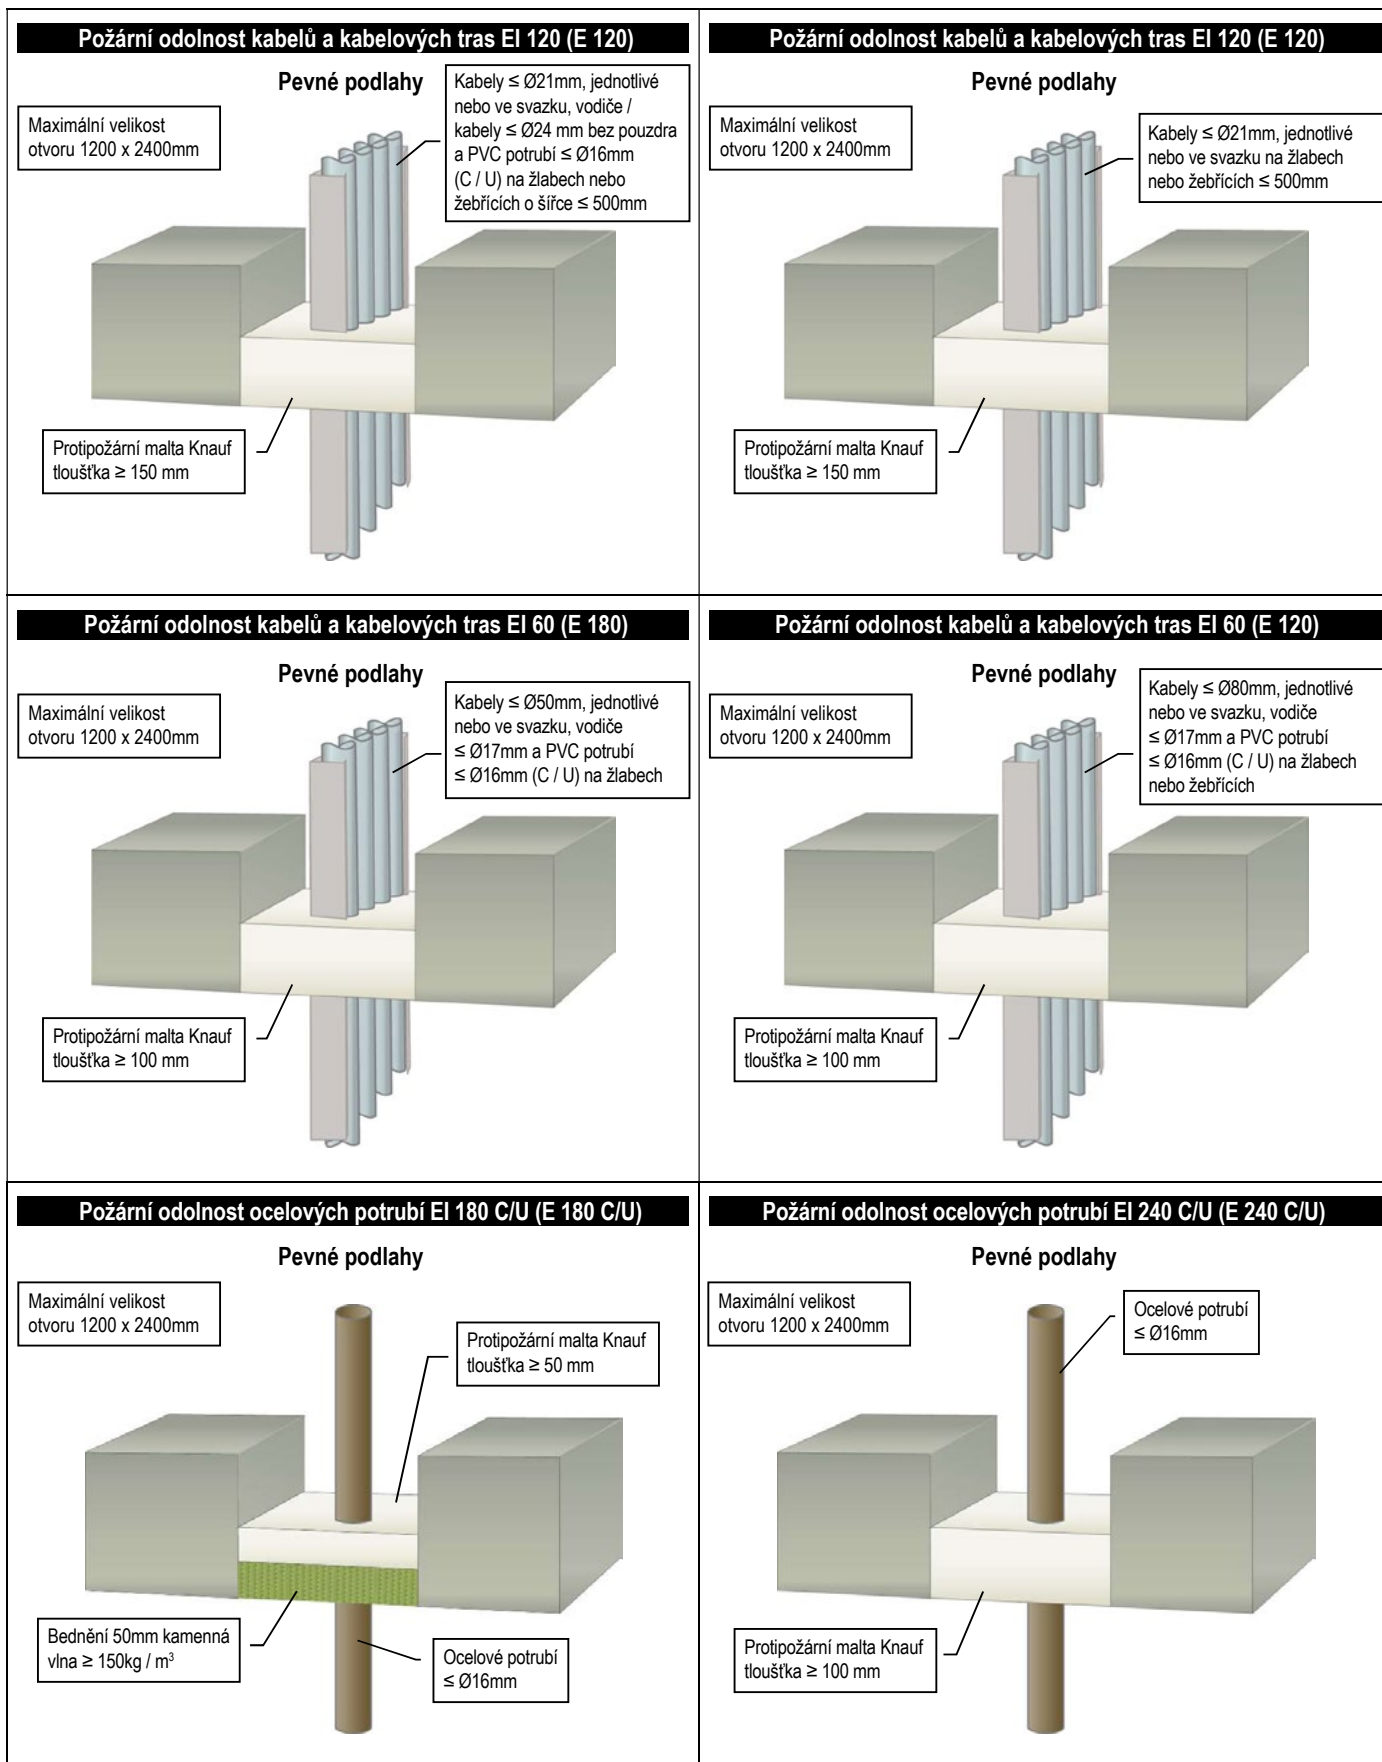 Požární odolnost kabelů a kabelových tras EI 120 (E 120)
Pevné podlahy
Maximální velikost
otvoru 1200 x 2400mm
Kabely ≤ Ø21mm, jednotlivé
nebo ve svazku, vodiče /
kabely ≤ Ø24 mm bez pouzdra
a PVC potrubí ≤ Ø16mm
(C / U) na žlabech nebo
žebřících o šířce ≤ 500mm
Protipožární malta Knauf
tloušťka ≥ 150 mm
Požární odolnost kabelů a kabelových tras EI 120 (E 120)
Pevné podlahy
Maximální velikost
otvoru 1200 x 2400mm
Kabely ≤ Ø21mm, jednotlivé
nebo ve svazku na žlabech
nebo žebřících ≤ 500mm
Protipožární malta Knauf
tloušťka ≥ 150 mm
Požární odolnost kabelů a kabelových tras EI 60 (E 180)
Pevné podlahy
Maximální velikost
otvoru 1200 x 2400mm
Kabely ≤ Ø50mm, jednotlivé
nebo ve svazku, vodiče
≤ Ø17mm a PVC potrubí
≤ Ø16mm (C / U) na žlabech
Protipožární malta Knauf
tloušťka ≥ 100 mm
Požární odolnost kabelů a kabelových tras EI 60 (E 120)
Pevné podlahy
Maximální velikost
otvoru 1200 x 2400mm
Kabely ≤ Ø80mm, jednotlivé
nebo ve svazku, vodiče
≤ Ø17mm a PVC potrubí
≤ Ø16mm (C / U) na žlabech
nebo žebřících
Protipožární malta Knauf
tloušťka ≥ 100 mm
Požární odolnost ocelových potrubí EI 180 C/U (E 180 C/U)
Pevné podlahy
Maximální velikost
otvoru 1200 x 2400mm
Protipožární malta Knauf
tloušťka ≥ 50 mm
Bednění 50mm kamenná
vlna ≥ 150kg / m³
Ocelové potrubí
≤ Ø16mm
Požární odolnost ocelových potrubí EI 240 C/U (E 240 C/U)
Pevné podlahy
Maximální velikost
otvoru 1200 x 2400mm
Ocelové potrubí
≤ Ø16mm
Protipožární malta Knauf
tloušťka ≥ 100 mm